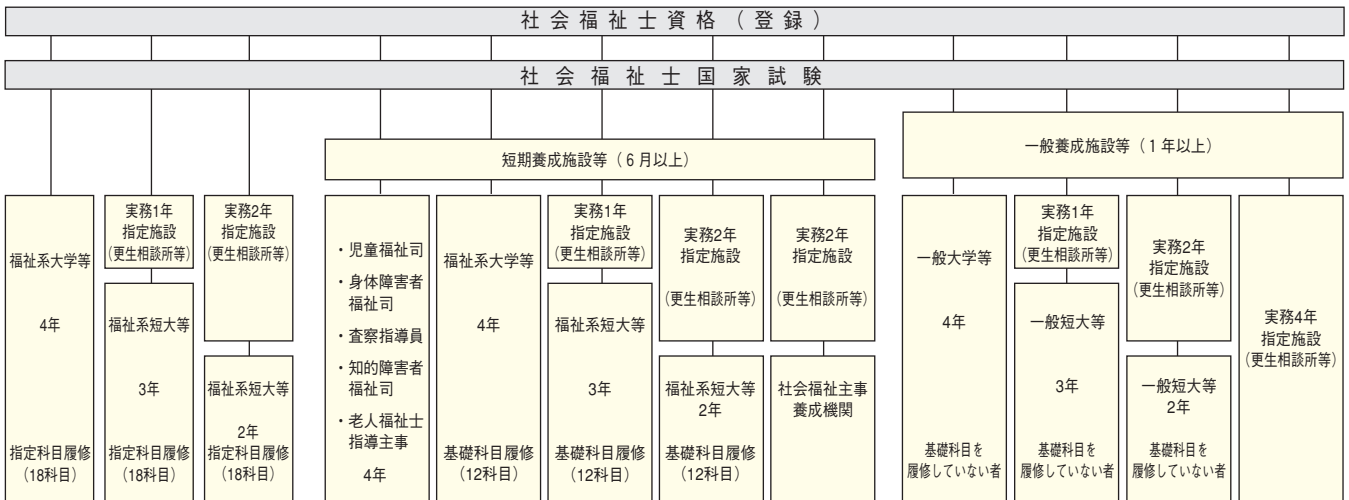 社会福祉士資格（登録）
社会福祉士国家試験
短期養成施設等（6月以上）
一般養成施設等（1年以上）
福祉系大学等
4年
指定科目履修
（18科目）
実務1年
指定施設
（更生相談所等）
福祉系短大等
3年
指定科目履修
（18科目）
実務2年
指定施設
（更生相談所等）
福祉系短大等
2年
指定科目履修
（18科目）
・児童福祉司
・身体障害者
福祉司
・査察指導員
・知的障害者
福祉司
・老人福祉士
指導主事
4年
福祉系大学等
4年
基礎科目履修
（12科目）
実務1年
指定施設
（更生相談所等）
福祉系短大等
3年
基礎科目履修
（12科目）
実務2年
指定施設
（更生相談所等）
福祉系短大等
2年
基礎科目履修
（12科目）
実務2年
指定施設
（更生相談所等）
社会福祉主事
養成機関
一般大学等
4年
基礎科目を
履修していない者
実務1年
指定施設
（更生相談所等）
一般短大等
3年
基礎科目を
履修していない者
実務2年
指定施設
（更生相談所等）
一般短大等
2年
基礎科目を
履修していない者
実務4年
指定施設
（更生相談所等）